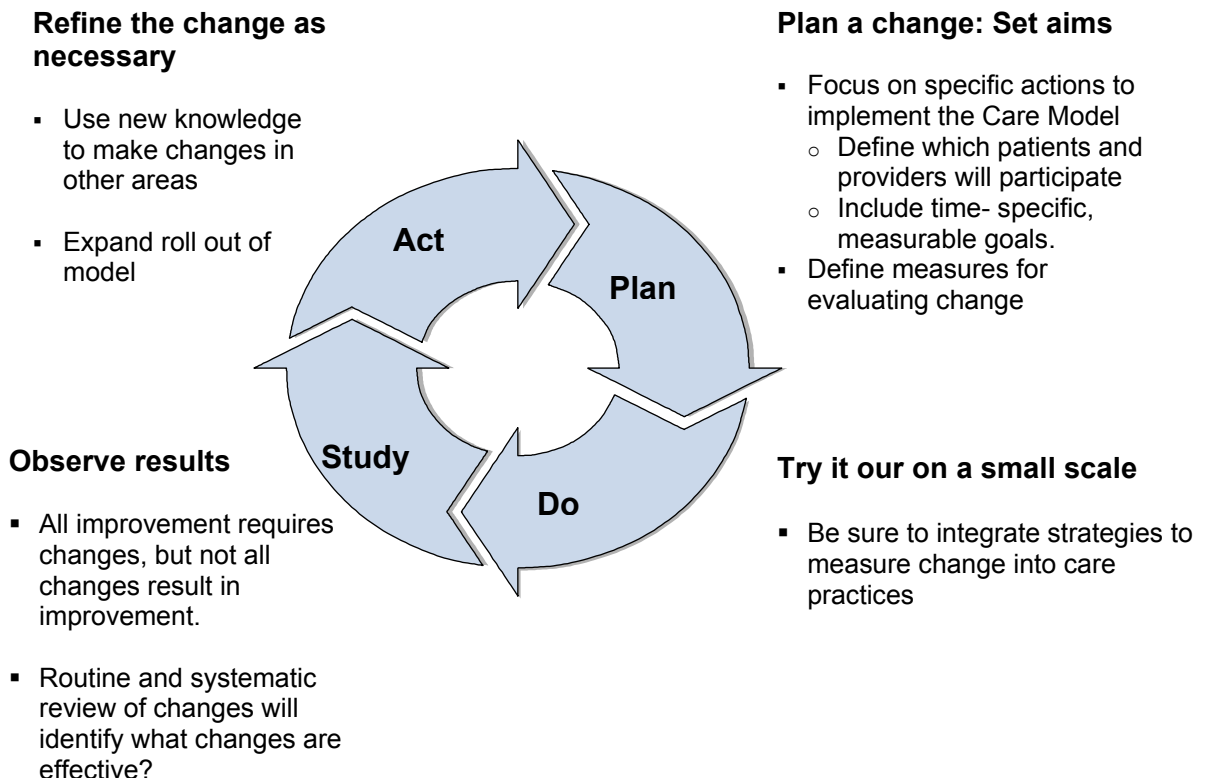 Refine the change as
necessary
▪ Use new knowledge
to make changes in
other areas
▪ Expand roll out of
model
Plan a change: Set aims
▪ Focus on specific actions to
implement the Care Model
o Define which patients and
providers will participate
o Include time- specific,
measurable goals.
▪ Define measures for
evaluating change
Act
Plan
Study
Do
Observe results
▪ All improvement requires
changes, but not all
changes result in
improvement.
▪ Routine and systematic
review of changes will
identify what changes are
effective?
Try it our on a small scale
▪ Be sure to integrate strategies to
measure change into care
practices